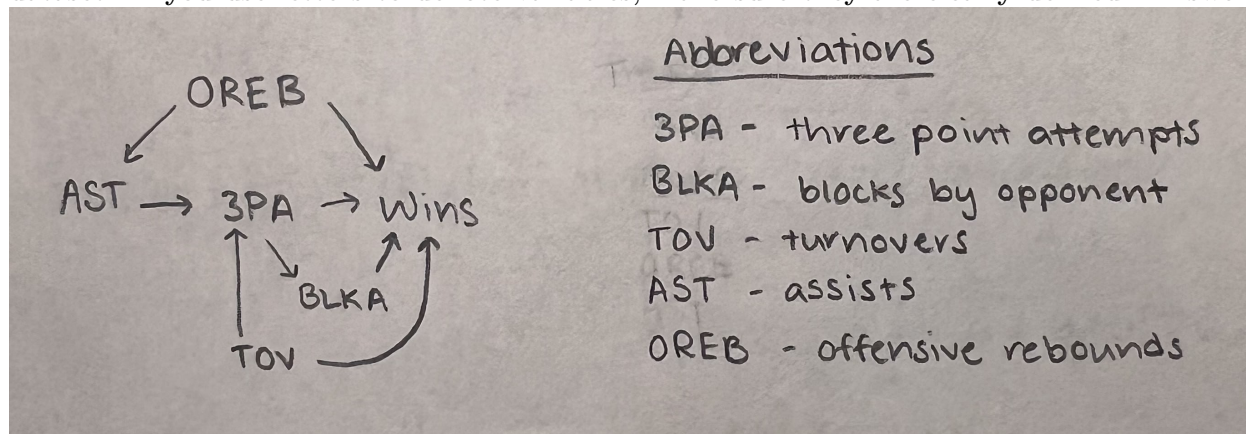 OREB
AST → 3PA → Wins
BLKA
TOV
Abbreviations
3PA - three point attempts
BLKA - blocks by opponent
TOV - turnovers
AST - assists
OREB - offensive rebounds